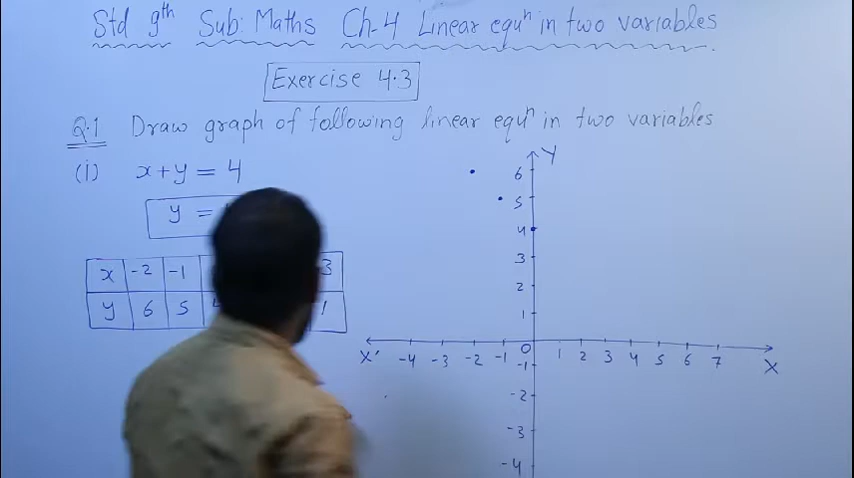 Std 9th Sub: Maths Ch-4 Linear equn in two variables.
Exercise 4.3
Q.1 Draw graph of following linear equn in two variables
(i) x+y = 4
y =
x -2 -1 3
y 6 5 4 1
Y
6
5
4
3
2
1
X' -4 -3 -2 -1 0 1 2 3 4 5 6 7 X
-1
-2
-3
-4